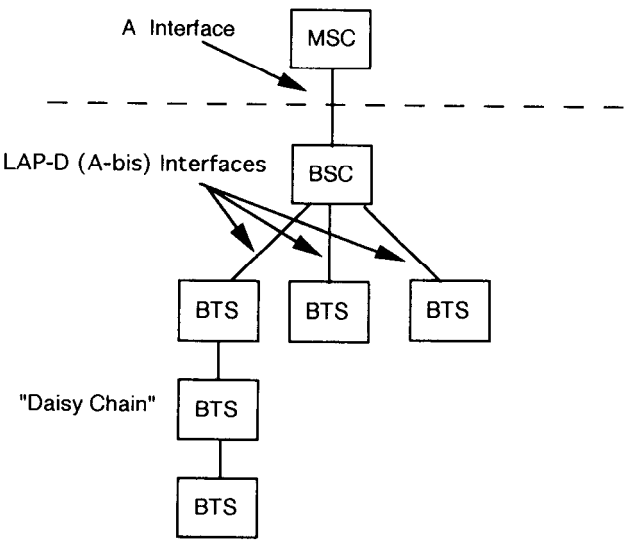 A Interface
MSC
LAP-D (A-bis) Interfaces
BSC
BTS
BTS
BTS
"Daisy Chain"
BTS
BTS